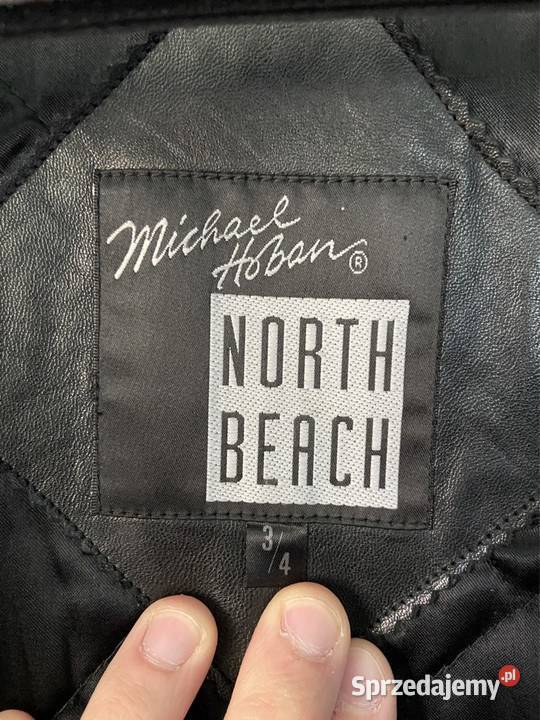 Michael
Hoban ®
NORTH
BEACH
3/4
Sprzedajemy.pl